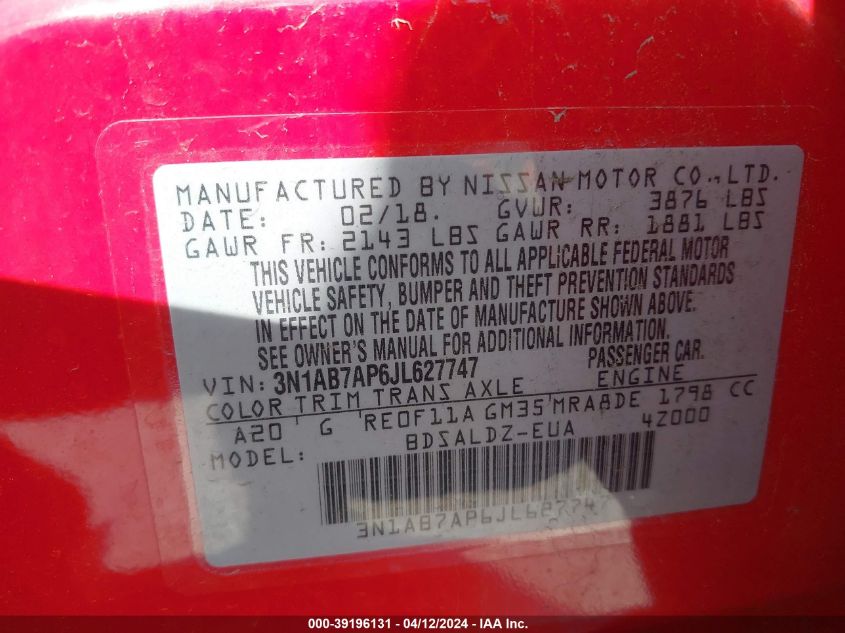 MANUFACTURED BY NISSAN MOTOR CO.,LTD.
DATE: 02/18. GVWR: 3876 LBS
GAWR FR: 2143 LBS GAWR RR: 1881 LBS
THIS VEHICLE CONFORMS TO ALL APPLICABLE FEDERAL MOTOR
VEHICLE SAFETY, BUMPER AND THEFT PREVENTION STANDARDS
IN EFFECT ON THE DATE OF MANUFACTURE SHOWN ABOVE.
SEE OWNER'S MANUAL FOR ADDITIONAL INFORMATION.
VIN: 3N1AB7AP6JL627747 PASSENGER CAR.
COLOR TRIM TRANS AXLE ENGINE
A20 G RE0F11A GM35 MRA8DE 1798 CC
MODEL: BDSALDZ-EUA 4Z000
3N1AB7AP6JL627747
000-39196131 - 04/12/2024 - IAA Inc.